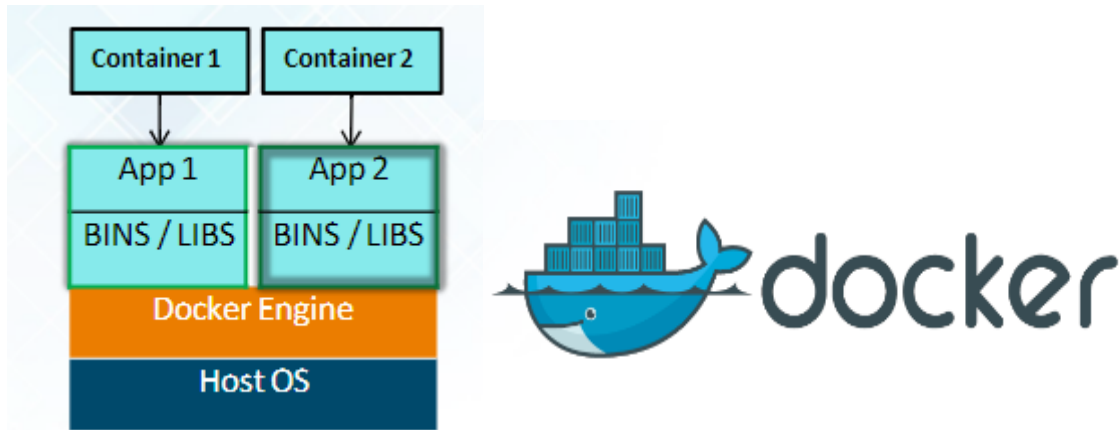 Container 1 Container 2
App 1 App 2
BINS / LIBS BINS / LIBS
Docker Engine
Host OS
docker